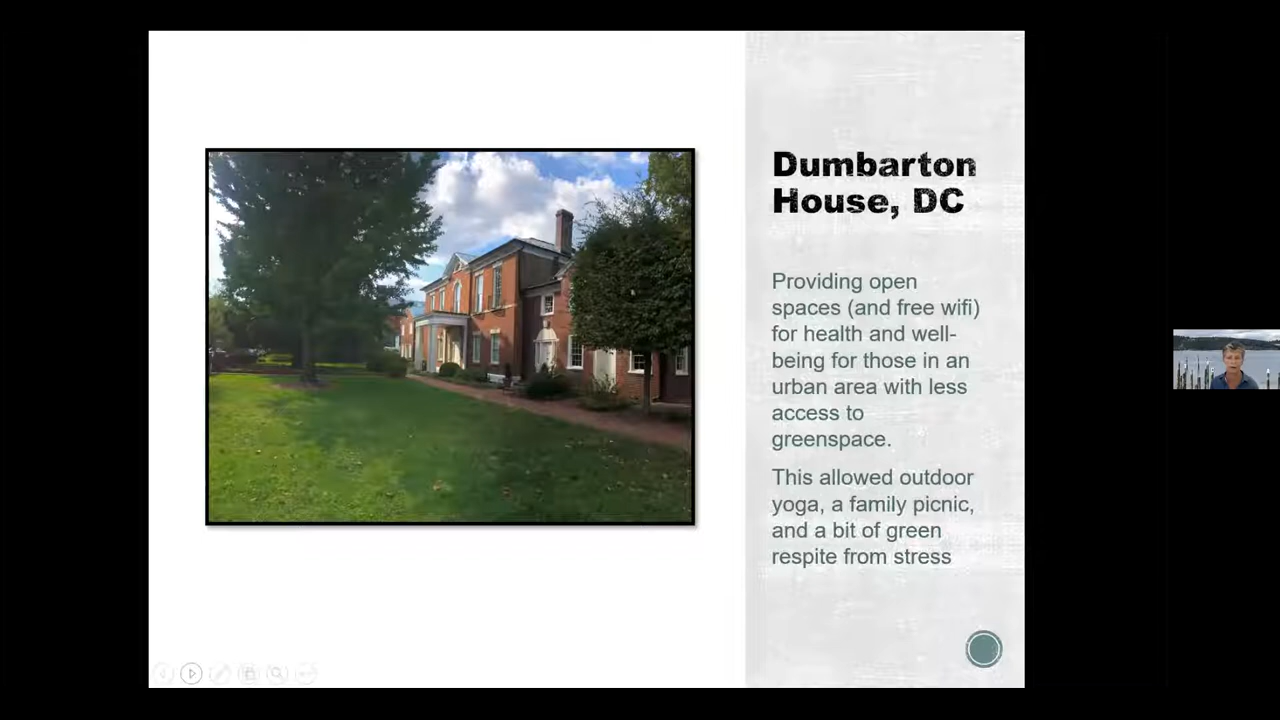 Dumbarton
House, DC
Providing open
spaces (and free wifi)
for health and well-
being for those in an
urban area with less
access to
greenspace.
This allowed outdoor
yoga, a family picnic,
and a bit of green
respite from stress